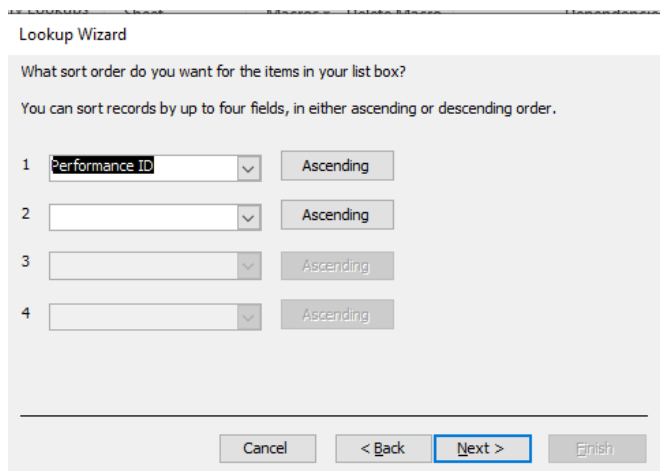 Lookup Wizard
What sort order do you want for the items in your list box?
You can sort records by up to four fields, in either ascending or descending order.
1 Performance ID Ascending
2 Ascending
3 Ascending
4 Ascending
Cancel < Back Next > Finish